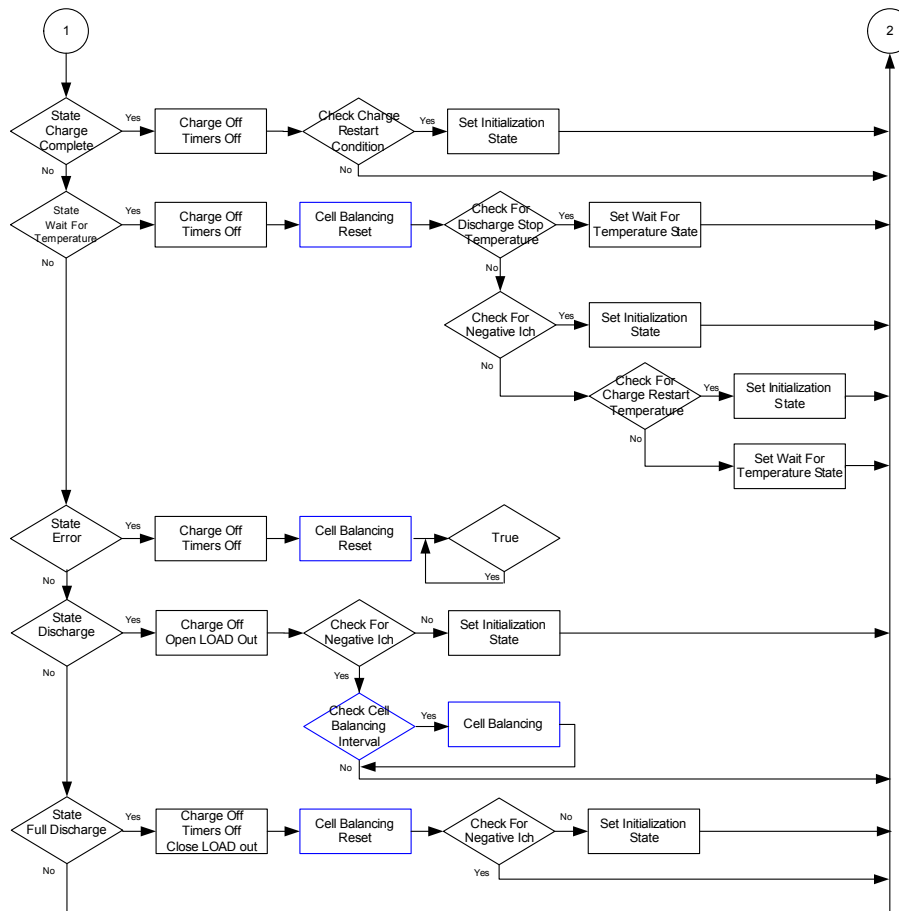 1
2
State
Charge
Complete
Yes
No
Charge Off
Timers Off
Check Charge
Restart
Condition
Yes
No
Set Initialization
State
State
Wait For
Temperature
Yes
No
Charge Off
Timers Off
Cell Balancing
Reset
Check For
Discharge Stop
Temperature
Yes
No
Set Wait For
Temperature State
Check For
Negative Ich
Yes
No
Set Initialization
State
Check For
Charge Restart
Temperature
Yes
No
Set Initialization
State
Set Wait For
Temperature State
State
Error
Yes
No
Charge Off
Timers Off
Cell Balancing
Reset
True
Yes
State
Discharge
Yes
No
Charge Off
Open LOAD Out
Check For
Negative Ich
No
Yes
Set Initialization
State
Check Cell
Balancing
Interval
Yes
No
Cell Balancing
State
Full Discharge
Yes
No
Charge Off
Timers Off
Close LOAD out
Cell Balancing
Reset
Check For
Negative Ich
No
Yes
Set Initialization
State